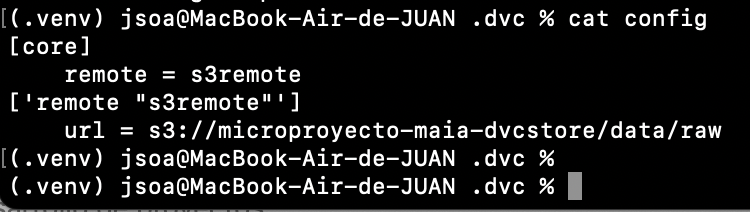 (.venv) jsoa@MacBook-Air-de-JUAN .dvc % cat config
[core]
    remote = s3remote
['remote "s3remote"']
    url = s3://microproyecto-maia-dvcstore/data/raw
(.venv) jsoa@MacBook-Air-de-JUAN .dvc %
(.venv) jsoa@MacBook-Air-de-JUAN .dvc %